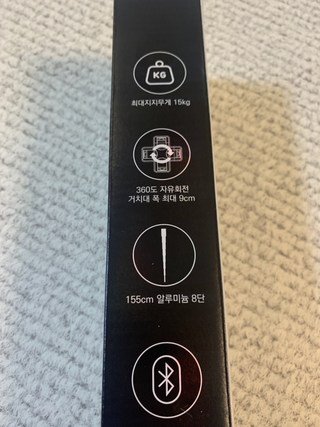 KG
최대지지무게 15kg
360도 자유회전
거치대 폭 최대 9cm
155cm 알루미늄 8단